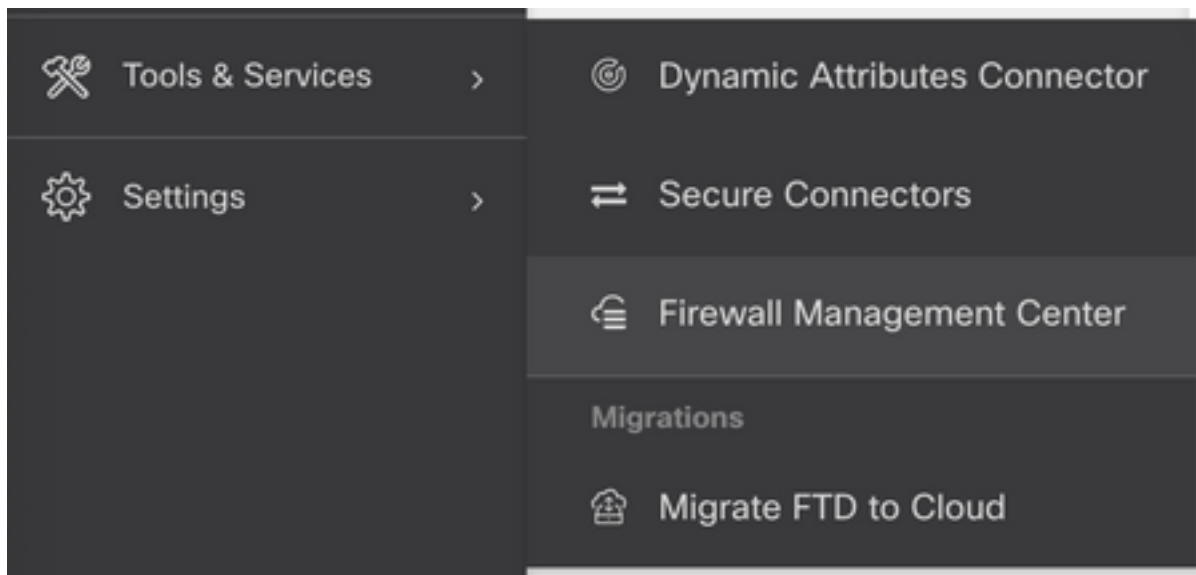 Tools & Services
Settings
Dynamic Attributes Connector
Secure Connectors
Firewall Management Center
Migrations
Migrate FTD to Cloud